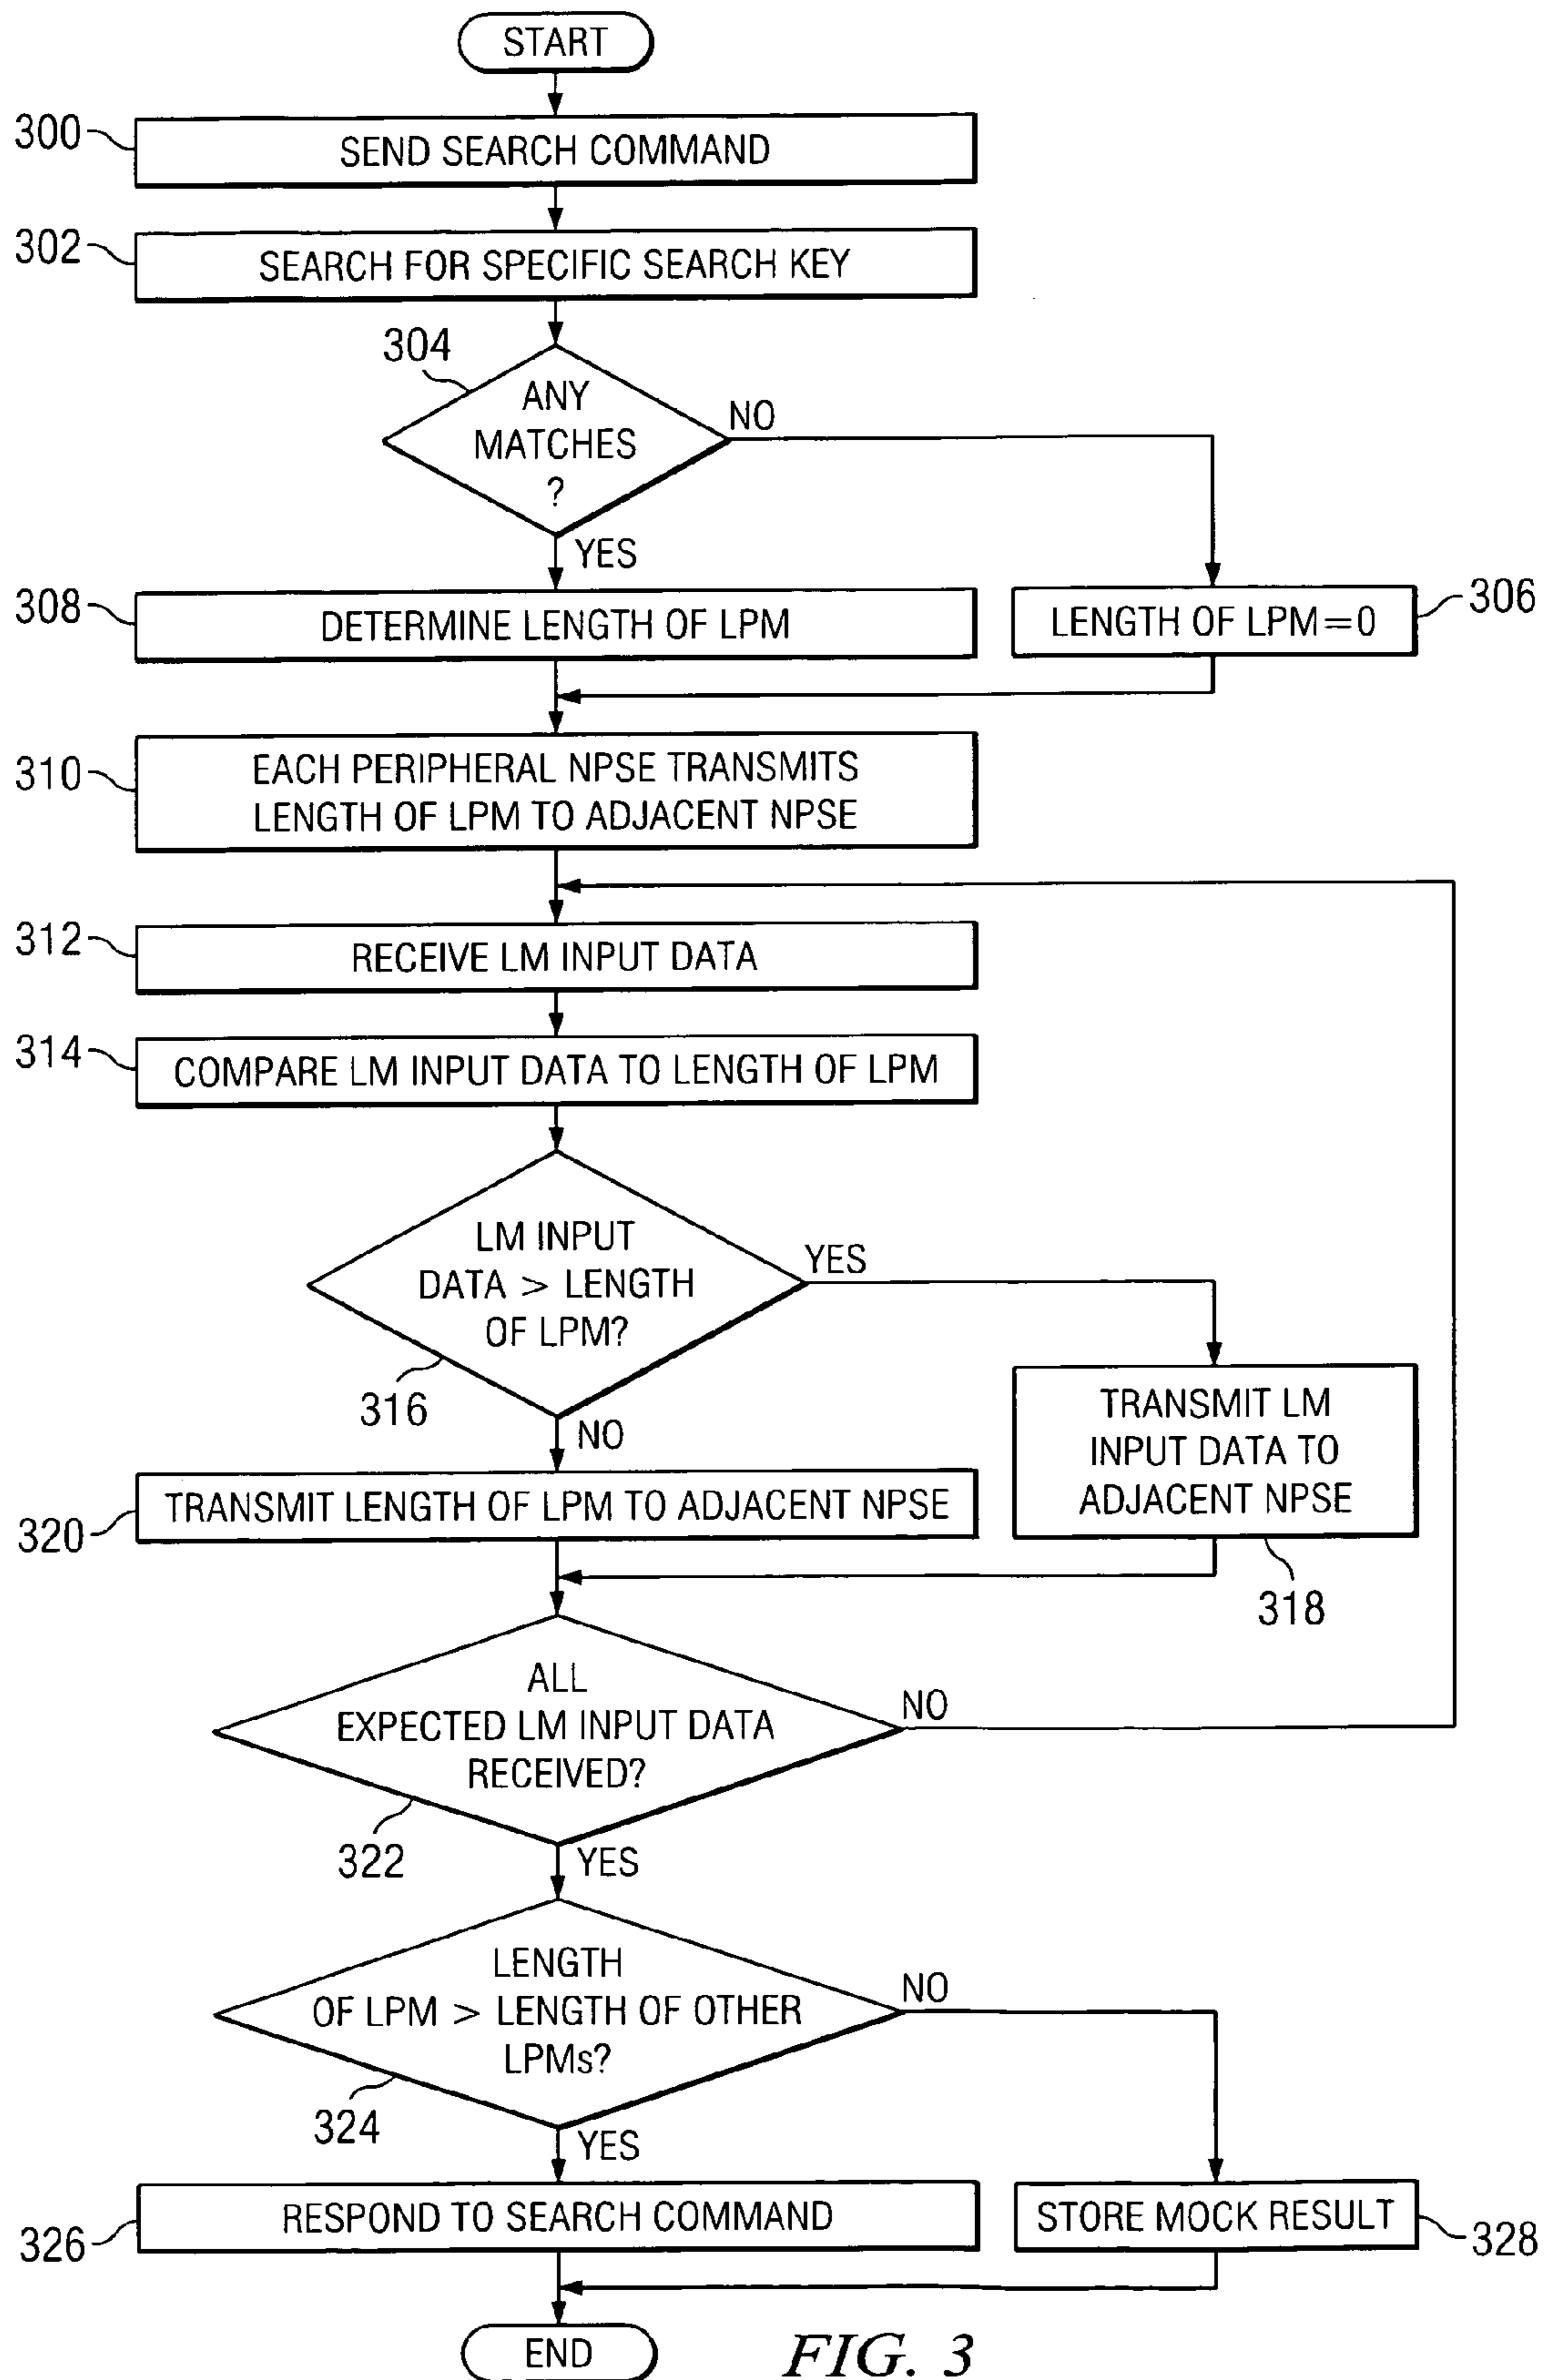 START
300
SEND SEARCH COMMAND
302
SEARCH FOR SPECIFIC SEARCH KEY
304
ANY
MATCHES
?
NO
YES
308
DETERMINE LENGTH OF LPM
LENGTH OF LPM=0
306
310
EACH PERIPHERAL NPSE TRANSMITS
LENGTH OF LPM TO ADJACENT NPSE
312
RECEIVE LM INPUT DATA
314
COMPARE LM INPUT DATA TO LENGTH OF LPM
LM INPUT
DATA > LENGTH
OF LPM?
YES
316
NO
TRANSMIT LM
INPUT DATA TO
ADJACENT NPSE
318
320
TRANSMIT LENGTH OF LPM TO ADJACENT NPSE
ALL
EXPECTED LM INPUT DATA
RECEIVED?
NO
322
YES
LENGTH
OF LPM > LENGTH OF OTHER
LPMs?
NO
324
YES
326
RESPOND TO SEARCH COMMAND
STORE MOCK RESULT
328
END
FIG. 3